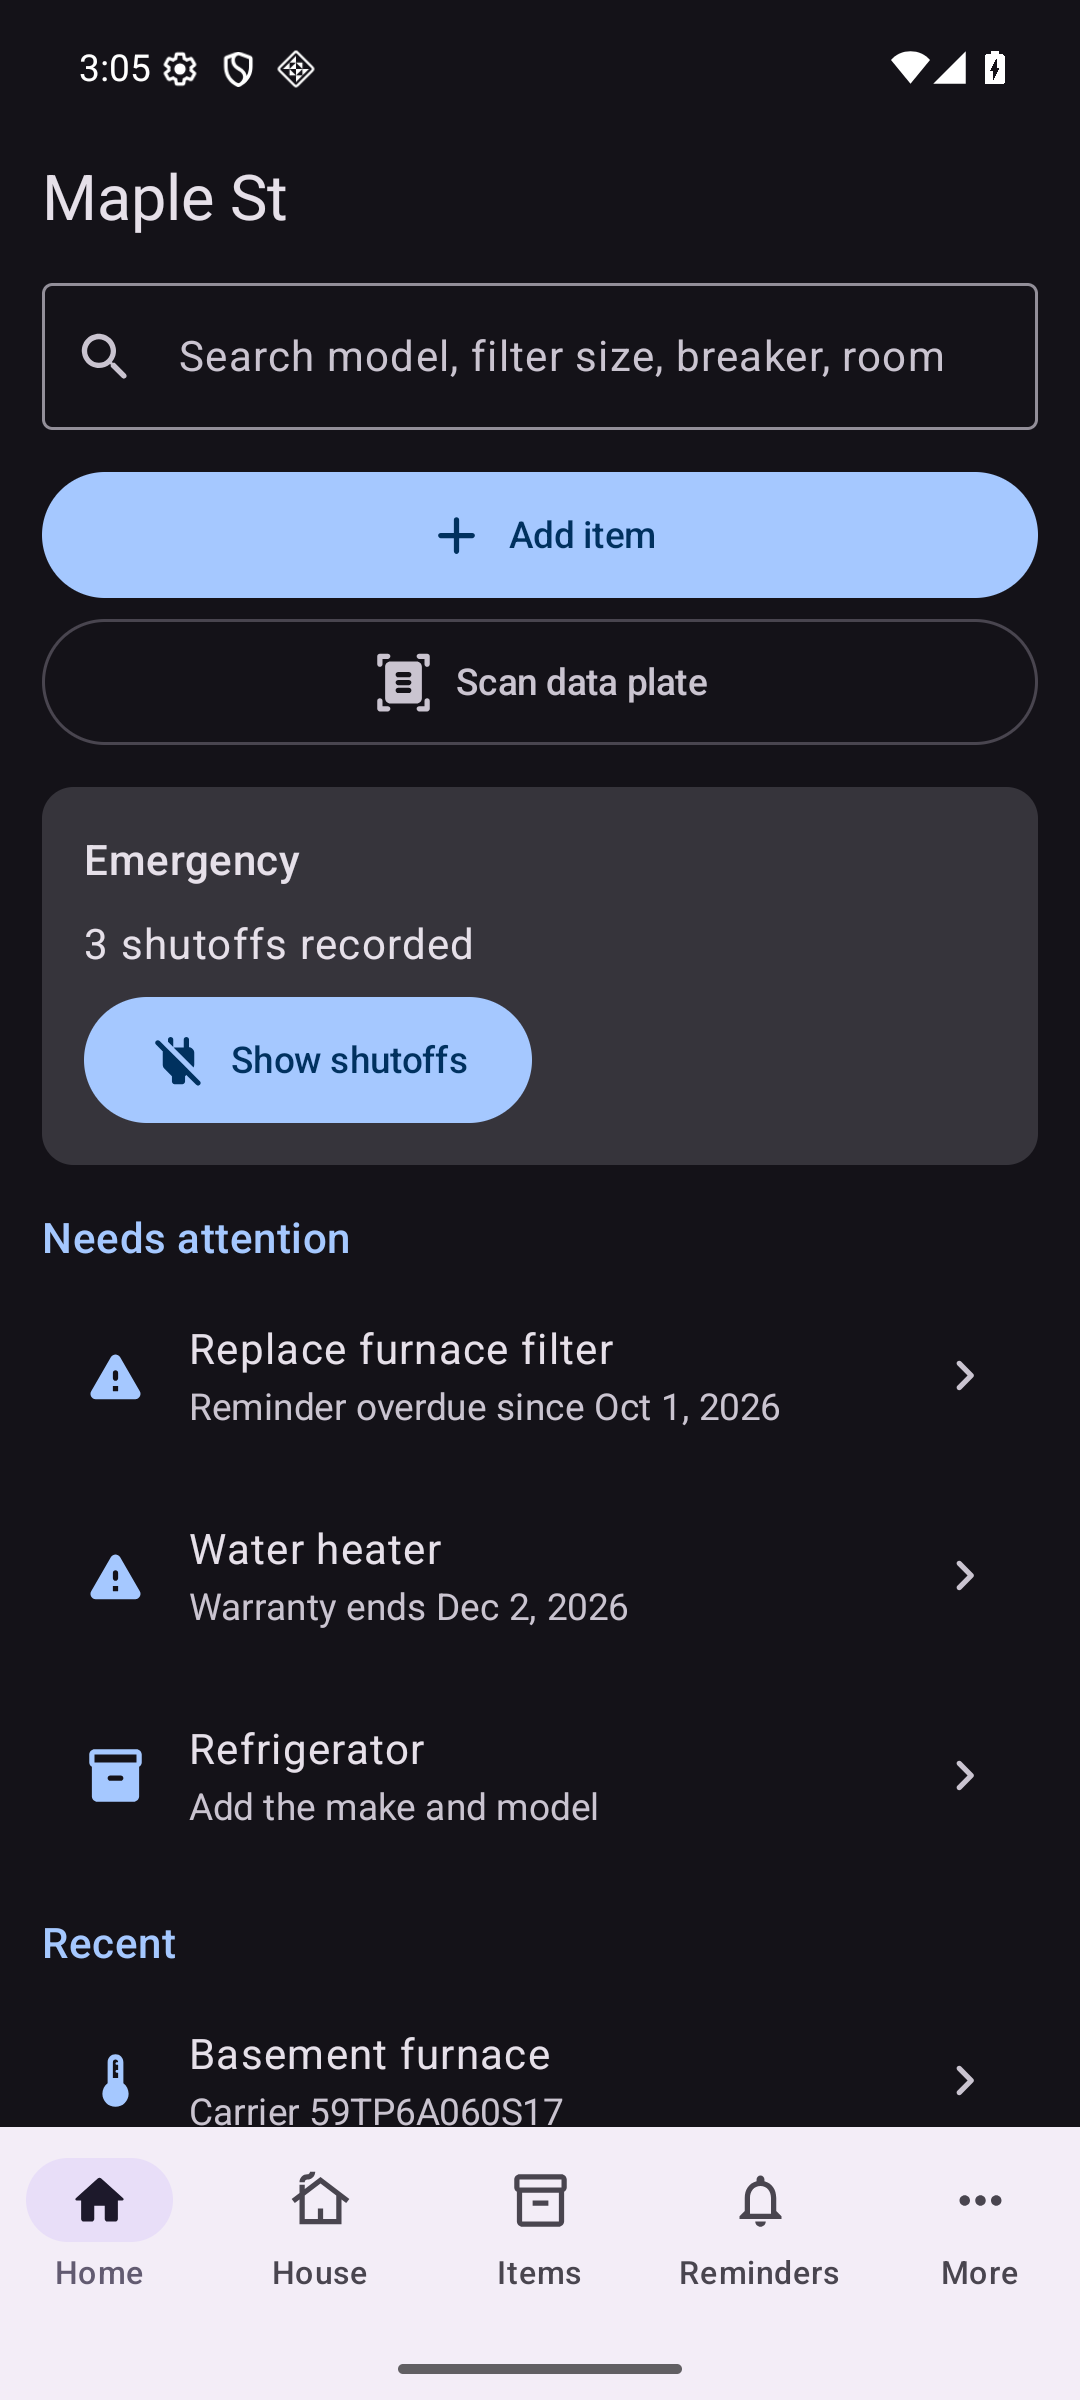 3:05
Maple St
Search model, filter size, breaker, room
Add item
Scan data plate
Emergency
3 shutoffs recorded
Show shutoffs
Needs attention
Replace furnace filter
Reminder overdue since Oct 1, 2026
Water heater
Warranty ends Dec 2, 2026
Refrigerator
Add the make and model
Recent
Basement furnace
Carrier 59TP6A060S17
Home
House
Items
Reminders
More